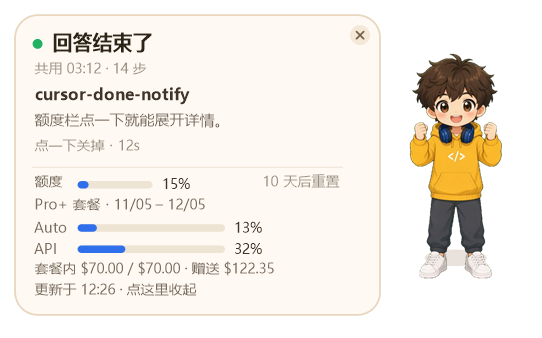 回答结束了
共用 03:12 · 14 步
cursor-done-notify
额度栏点一下就能展开详情。
点一下关掉 · 12s
额度 15% 10 天后重置
Pro+ 套餐 · 11/05 – 12/05
Auto 13%
API 32%
套餐内 $70.00 / $70.00 · 赠送 $122.35
更新于 12:26 · 点这里收起
</>